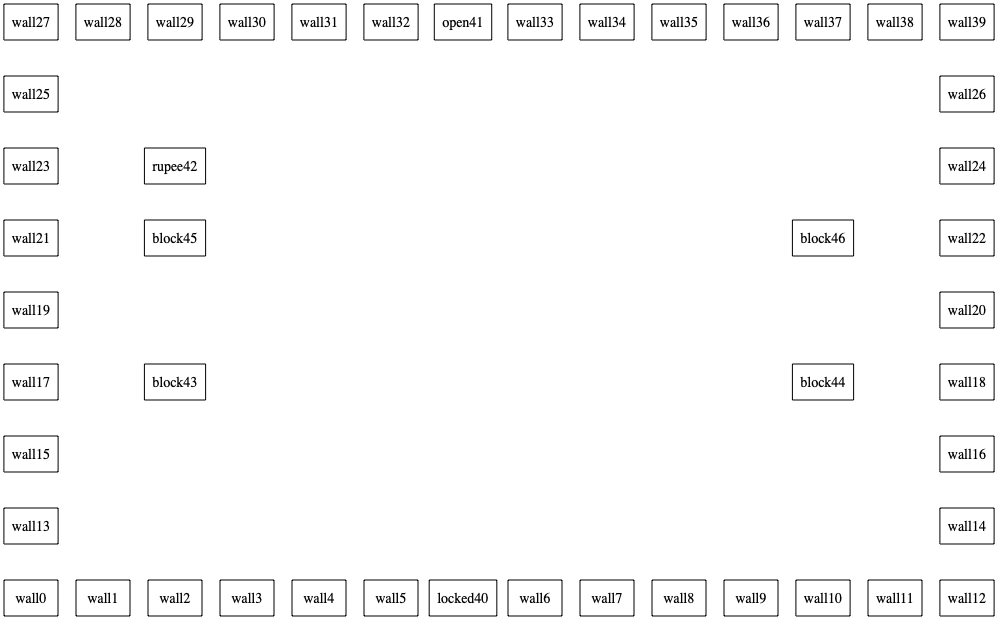 wall27 wall28 wall29 wall30 wall31 wall32 open41 wall33 wall34 wall35 wall36 wall37 wall38 wall39
wall25 wall26
wall23 rupee42 wall24
wall21 block45 block46 wall22
wall19 wall20
wall17 block43 block44 wall18
wall15 wall16
wall13 wall14
wall0 wall1 wall2 wall3 wall4 wall5 locked40 wall6 wall7 wall8 wall9 wall10 wall11 wall12